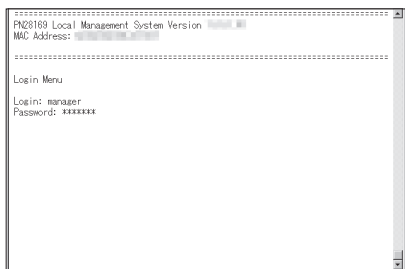 PN28169 Local Management System Version
MAC Address:
Login Menu
Login: manager
Password: *******